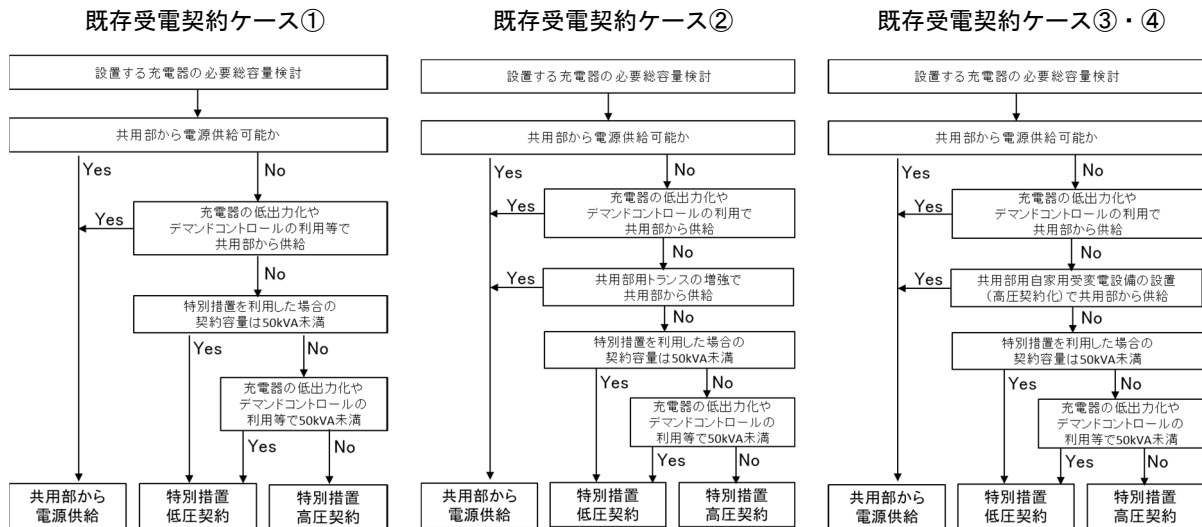 既存受電契約ケース①
設置する充電器の必要総容量検討
共用部から電源供給可能か
Yes
No
充電器の低出力化や
デマンドコントロールの利用等で
共用部から供給
Yes
No
特別措置を利用した場合の
契約容量は50kVA未満
Yes
No
充電器の低出力化や
デマンドコントロールの
利用等で50kVA未満
Yes
No
共用部から
電源供給
特別措置
低圧契約
特別措置
高圧契約
既存受電契約ケース②
設置する充電器の必要総容量検討
共用部から電源供給可能か
Yes
No
充電器の低出力化や
デマンドコントロールの利用で
共用部から供給
Yes
No
共用部用トランスの増強で
共用部から供給
Yes
No
特別措置を利用した場合の
契約容量は50kVA未満
Yes
No
充電器の低出力化や
デマンドコントロールの
利用等で50kVA未満
Yes
No
共用部から
電源供給
特別措置
低圧契約
特別措置
高圧契約
既存受電契約ケース③・④
設置する充電器の必要総容量検討
共用部から電源供給可能か
Yes
No
充電器の低出力化や
デマンドコントロールの利用で
共用部から供給
Yes
No
共用部用自家用受変電設備の設置
(高圧契約化)で共用部から供給
Yes
No
特別措置を利用した場合の
契約容量は50kVA未満
Yes
No
充電器の低出力化や
デマンドコントロールの
利用等で50kVA未満
Yes
No
共用部から
電源供給
特別措置
低圧契約
特別措置
高圧契約